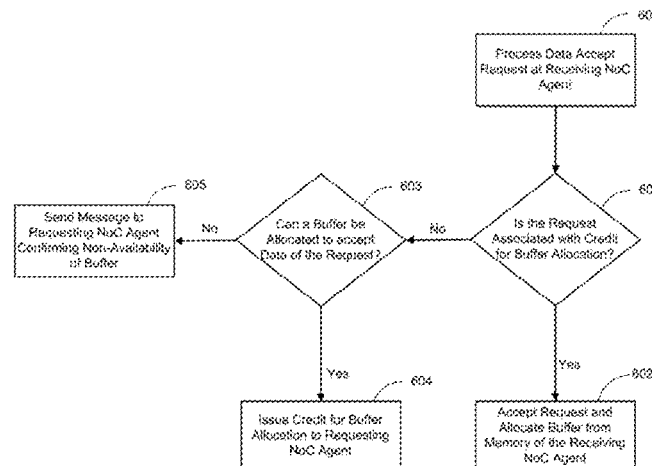 60
Process Data Accept
Request at Receiving NoC
Agent
605
Send Message to
Requesting NoC Agent
Confirming Non-Availability
of Buffer
No
603
Can a Buffer be
Allocated to accept
Data of the Request?
No
60
Is the Request
Associated with Credit
for Buffer Allocation?
Yes
604
Issue Credit for Buffer
Allocation to Requesting
NoC Agent
Yes
602
Accept Request and
Allocate Buffer from
Memory of the Receiving
NoC Agent